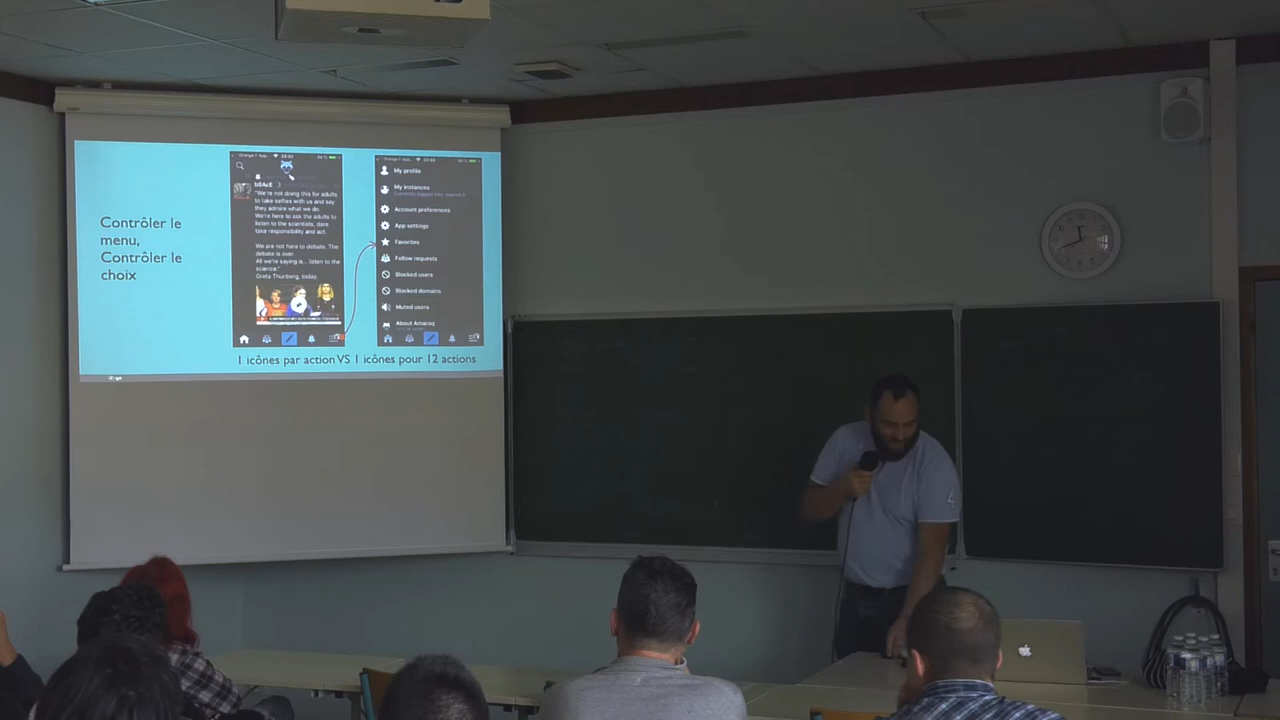 Contrôler le
menu,
Contrôler le
choix
b9AcE
"We're not doing this for adults
to take selfies with us and say
they admire what we do.
We're here to ask the adults to
listen to the scientists, dare
take responsibility and act.
We are not here to debate. The
debate is over
All we're saying is... listen to the
science."
Greta Thunberg, today.
My profile
My instances
Account preferences
App settings
Favorites
Follow requests
Blocked users
Blocked domains
Muted users
About Amaroq
1 icônes par action VS 1 icônes pour 12 actions
4